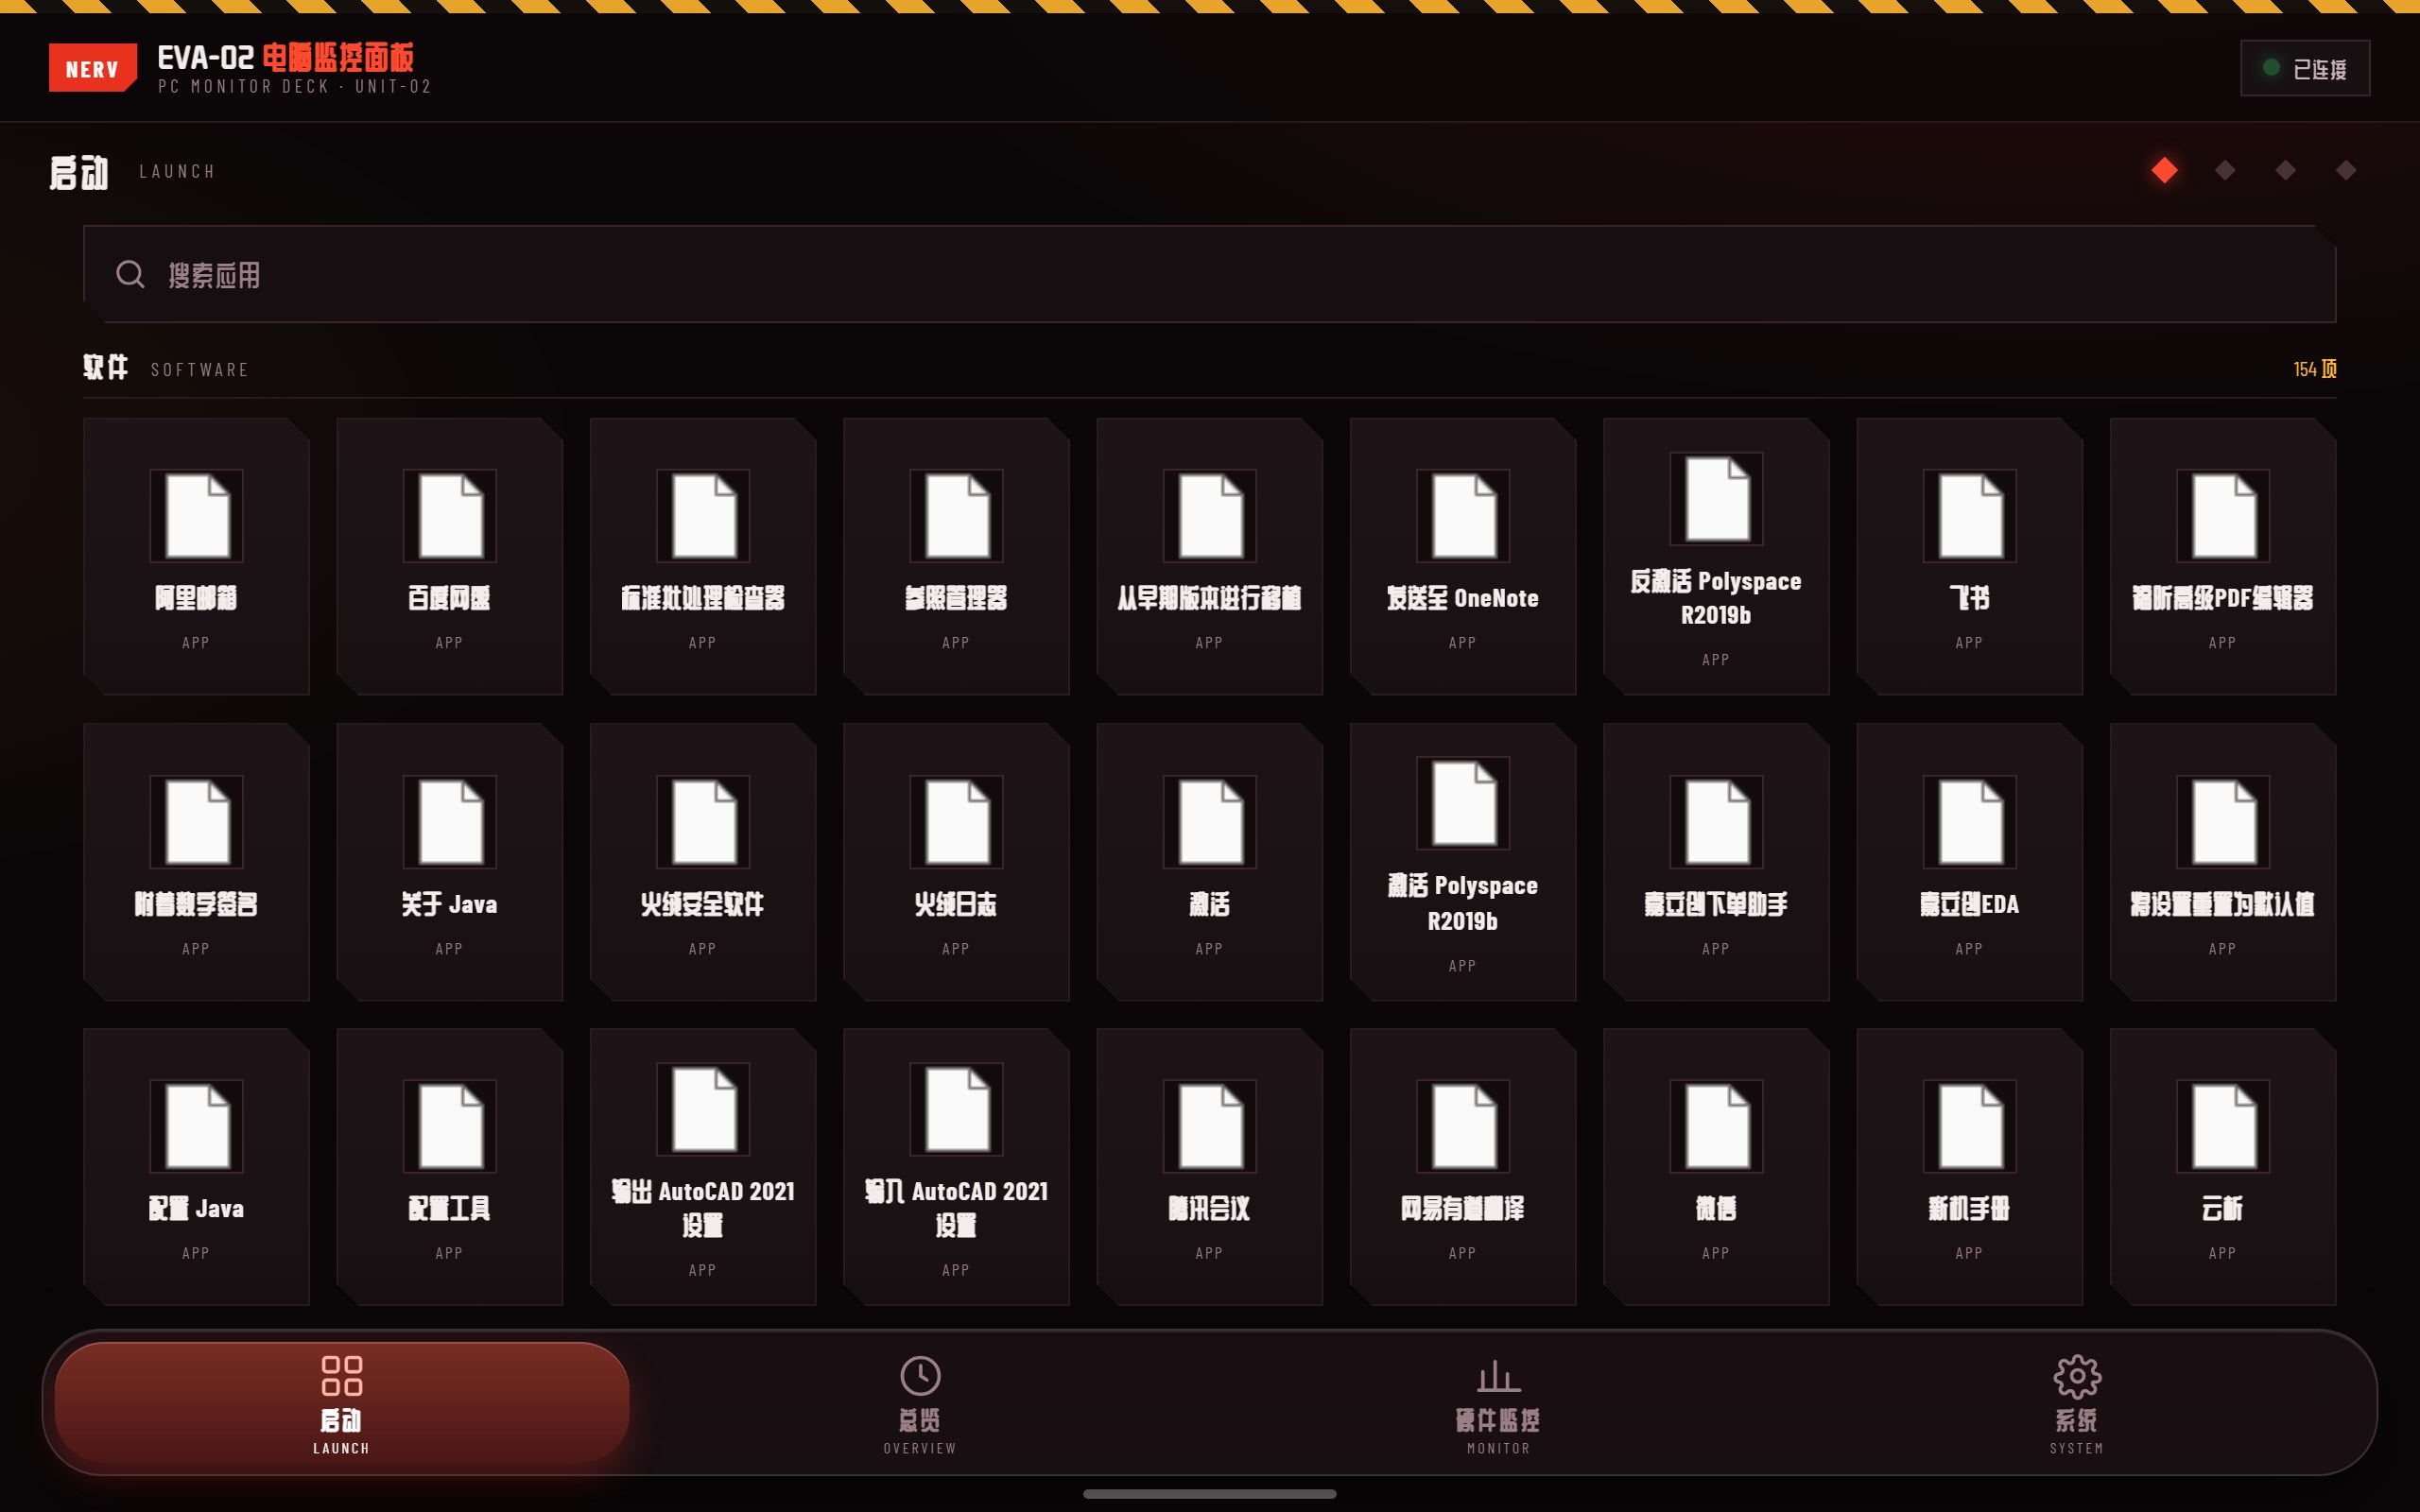 NERV
EVA-02 电脑监控面板
PC MONITOR DECK · UNIT-02
已连接
启动 LAUNCH
搜索应用
软件 SOFTWARE
154 项
阿里邮箱
APP
百度网盘
APP
标准批处理检查器
APP
参照管理器
APP
从早期版本进行移植
APP
发送至 OneNote
APP
反激活 Polyspace
R2019b
APP
飞书
APP
福昕高级PDF编辑器
APP
附着数字签名
APP
关于 Java
APP
火绒安全软件
APP
火绒日志
APP
激活
APP
激活 Polyspace
R2019b
APP
嘉立创下单助手
APP
嘉立创EDA
APP
将设置重置为默认值
APP
配置 Java
APP
配置工具
APP
输出 AutoCAD 2021
设置
APP
输入 AutoCAD 2021
设置
APP
腾讯会议
APP
网易有道翻译
APP
微信
APP
新机手册
APP
云析
APP
启动
LAUNCH
总览
OVERVIEW
硬件监控
MONITOR
系统
SYSTEM